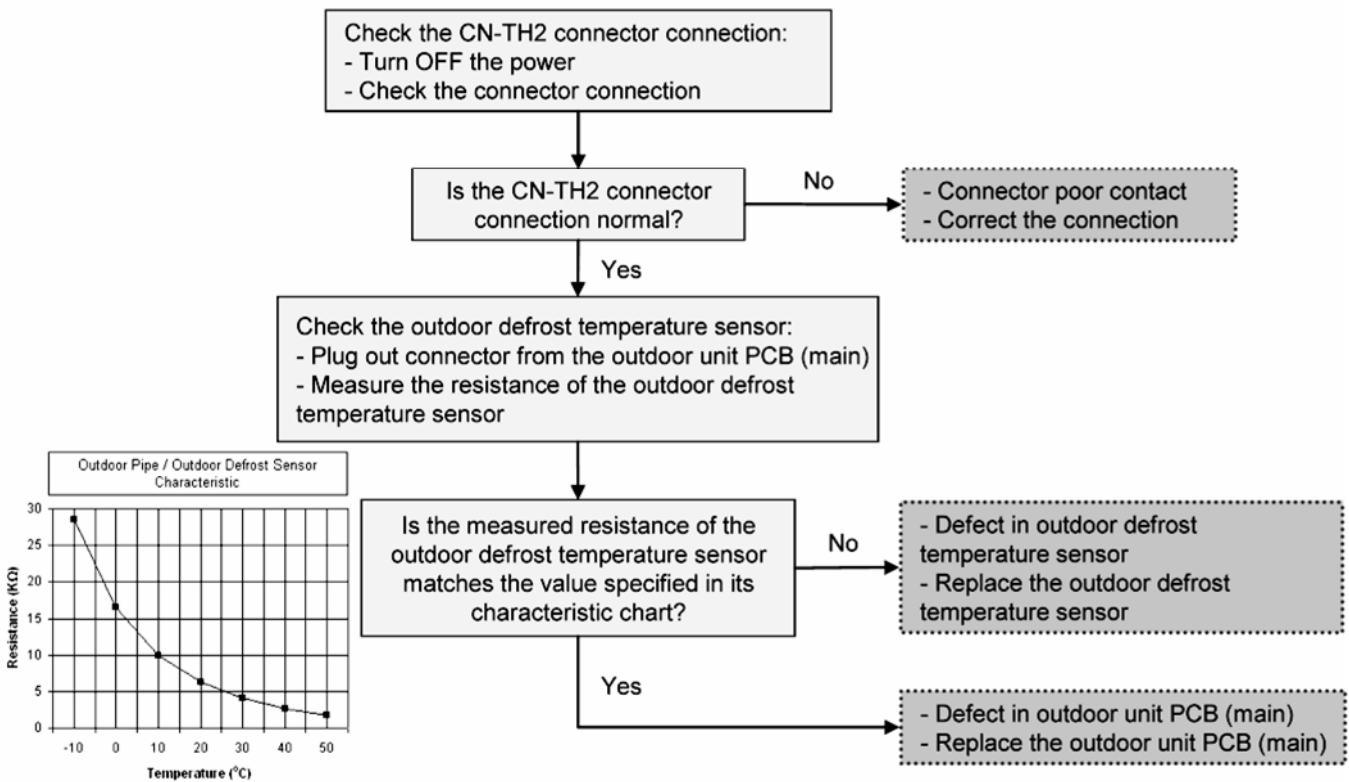 Check the CN-TH2 connector connection:
- Turn OFF the power
- Check the connector connection
Is the CN-TH2 connector
connection normal?
No
- Connector poor contact
- Correct the connection
Yes
Check the outdoor defrost temperature sensor:
- Plug out connector from the outdoor unit PCB (main)
- Measure the resistance of the outdoor defrost
temperature sensor
Outdoor Pipe / Outdoor Defrost Sensor
Characteristic
Resistance (KΩ)
30
25
20
15
10
5
0
-10 0 10 20 30 40 50
Temperature (°C)
Is the measured resistance of the
outdoor defrost temperature sensor
matches the value specified in its
characteristic chart?
No
- Defect in outdoor defrost
temperature sensor
- Replace the outdoor defrost
temperature sensor
Yes
- Defect in outdoor unit PCB (main)
- Replace the outdoor unit PCB (main)